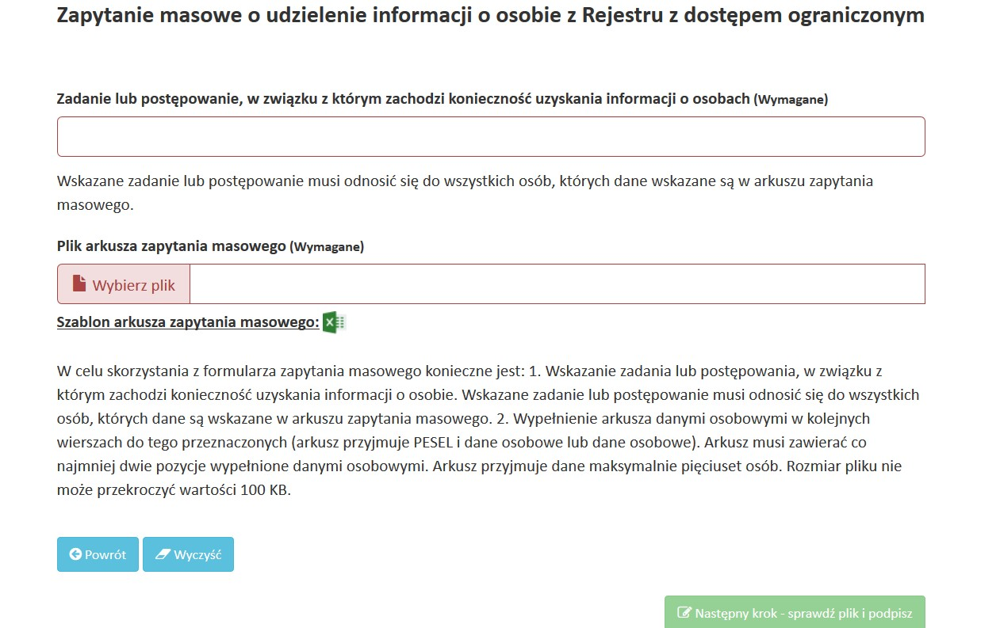 Zapytanie masowe o udzielenie informacji o osobie z Rejestru z dostępem ograniczonym
Zadanie lub postępowanie, w związku z którym zachodzi konieczność uzyskania informacji o osobach (Wymagane)
Wskazane zadanie lub postępowanie musi odnosić się do wszystkich osób, których dane wskazane są w arkuszu zapytania
masowego.
Plik arkusza zapytania masowego (Wymagane)
Wybierz plik
Szablon arkusza zapytania masowego:
W celu skorzystania z formularza zapytania masowego konieczne jest: 1. Wskazanie zadania lub postępowania, w związku z
którym zachodzi konieczność uzyskania informacji o osobie. Wskazane zadanie lub postępowanie musi odnosić się do wszystkich
osób, których dane są wskazane w arkuszu zapytania masowego. 2. Wypełnienie arkusza danymi osobowymi w kolejnych
wierszach do tego przeznaczonych (arkusz przyjmuje PESEL i dane osobowe lub dane osobowe). Arkusz musi zawierać co
najmniej dwie pozycje wypełnione danymi osobowymi. Arkusz przyjmuje dane maksymalnie pięciuset osób. Rozmiar pliku nie
może przekroczyć wartości 100 KB.
Powrót Wyczyść
Następny krok - sprawdź plik i podpisz